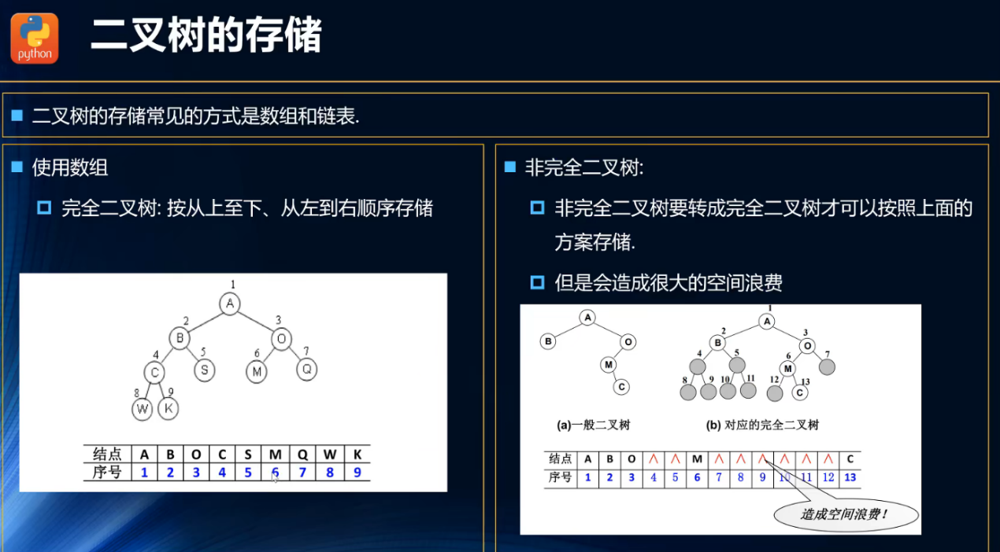 python
二叉树的存储
二叉树的存储常见的方式是数组和链表.
使用数组
完全二叉树: 按从上至下、从左到右顺序存储
1
A
2 3
B O
4 5 6 7
C S M Q
8 9
W K
结点 A B O C S M Q W K
序号 1 2 3 4 5 6 7 8 9
非完全二叉树:
非完全二叉树要转成完全二叉树才可以按照上面的
方案存储.
但是会造成很大的空间浪费
A
B O
M
C
(a)一般二叉树
1
A
2 3
B O
4 5 6 7
M
8 9 10 11 12 13
C
(b) 对应的完全二叉树
结点 A B O ∧ ∧ M ∧ ∧ ∧ ∧ ∧ ∧ C
序号 1 2 3 4 5 6 7 8 9 10 11 12 13
造成空间浪费！